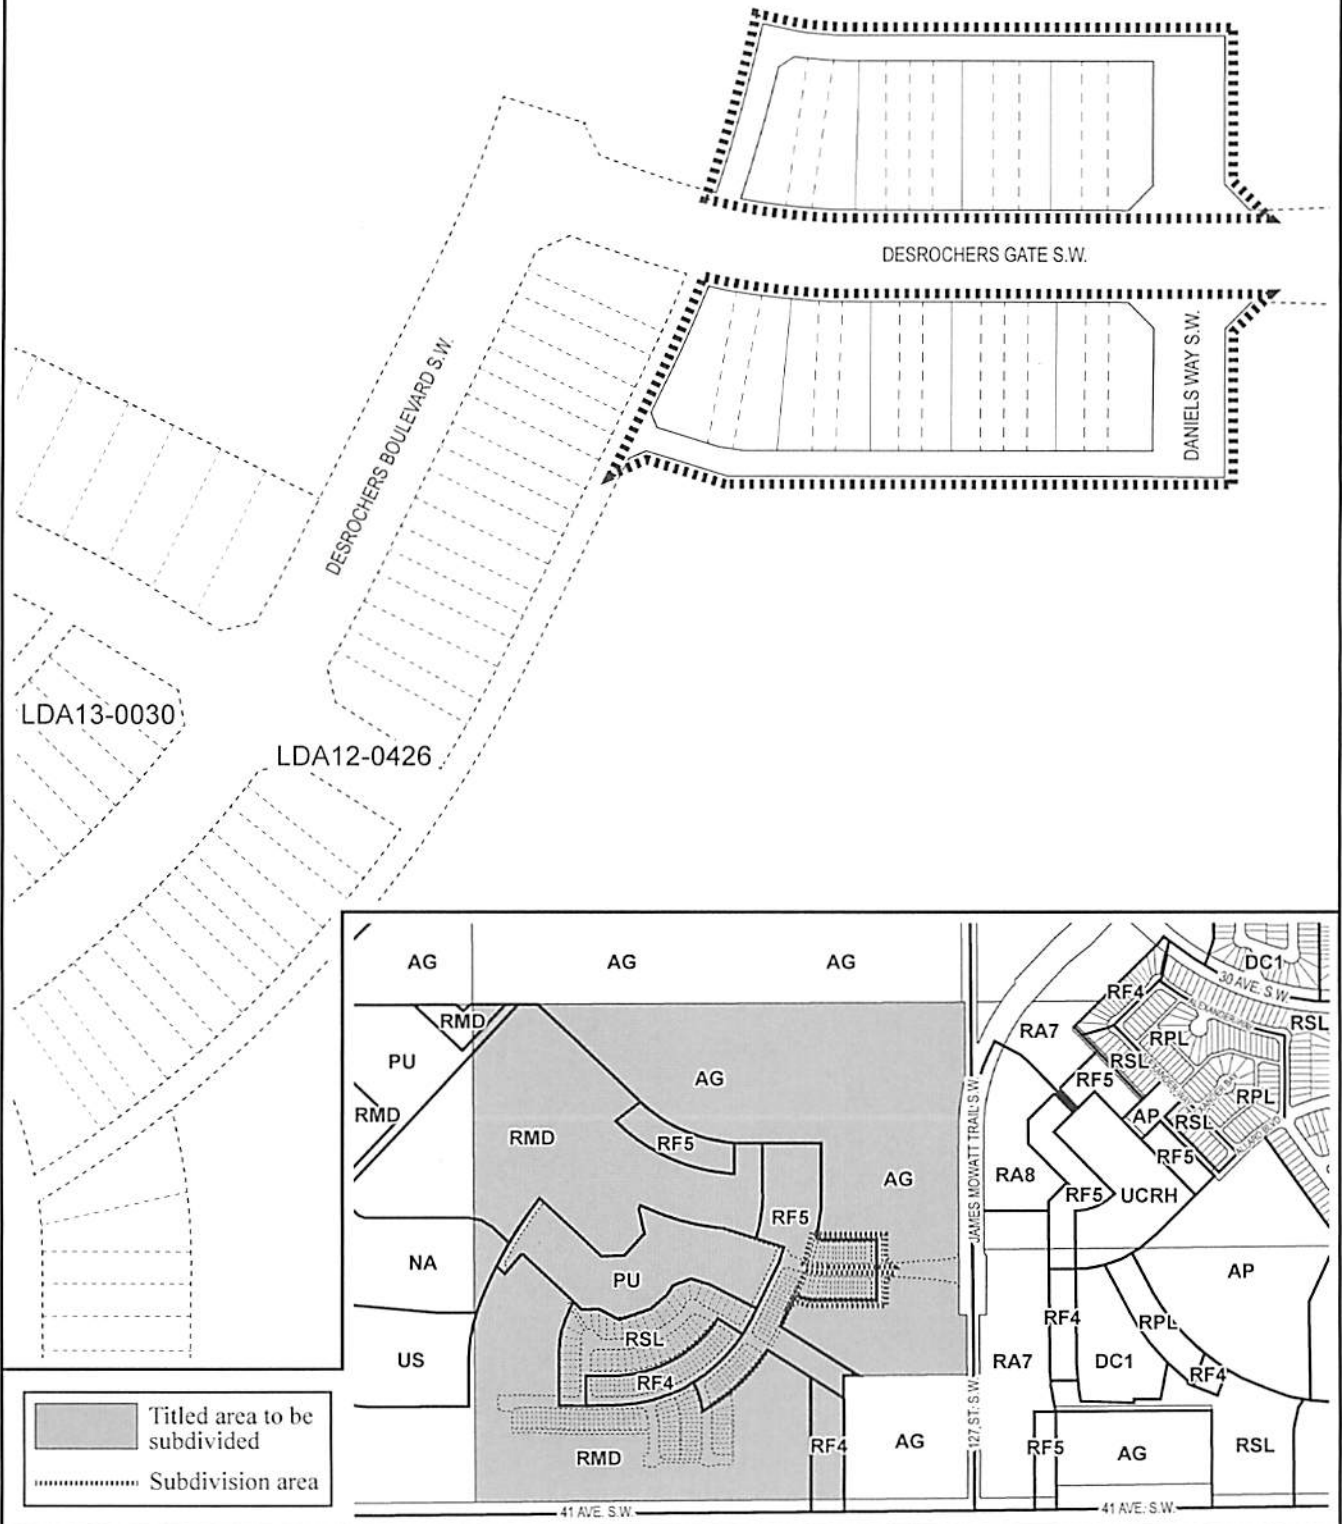 DESROCHERS GATE S.W.
DANIELS WAY S.W.
DESROCHERS BOULEVARD S.W.
LDA13-0030
LDA12-0426
AG
AG
AG
DC1
30 AVE. S.W.
RF4
RMD
RA7
RPL
RSL
PU
RSL
AG
RF5
RPL
RMD
AP
RSL
RMD
RF5
RF5
JAMES MOWATT TRAIL S.W.
AG
RA8
RF5
UCRH
RF5
NA
PU
AP
RSL
RF4
RPL
US
RA7
DC1
RF4
RF4
Titled area to be
subdivided
Subdivision area
RMD
RF4
AG
127 ST. S.W.
RF5
AG
RSL
41 AVE. S.W.
41 AVE. S.W.